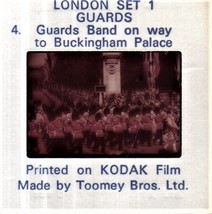 LONDON SET 1
GUARDS
4. Guards Band on way
to Buckingham Palace
Printed on KODAK Film
Made by Toomey Bros. Ltd.